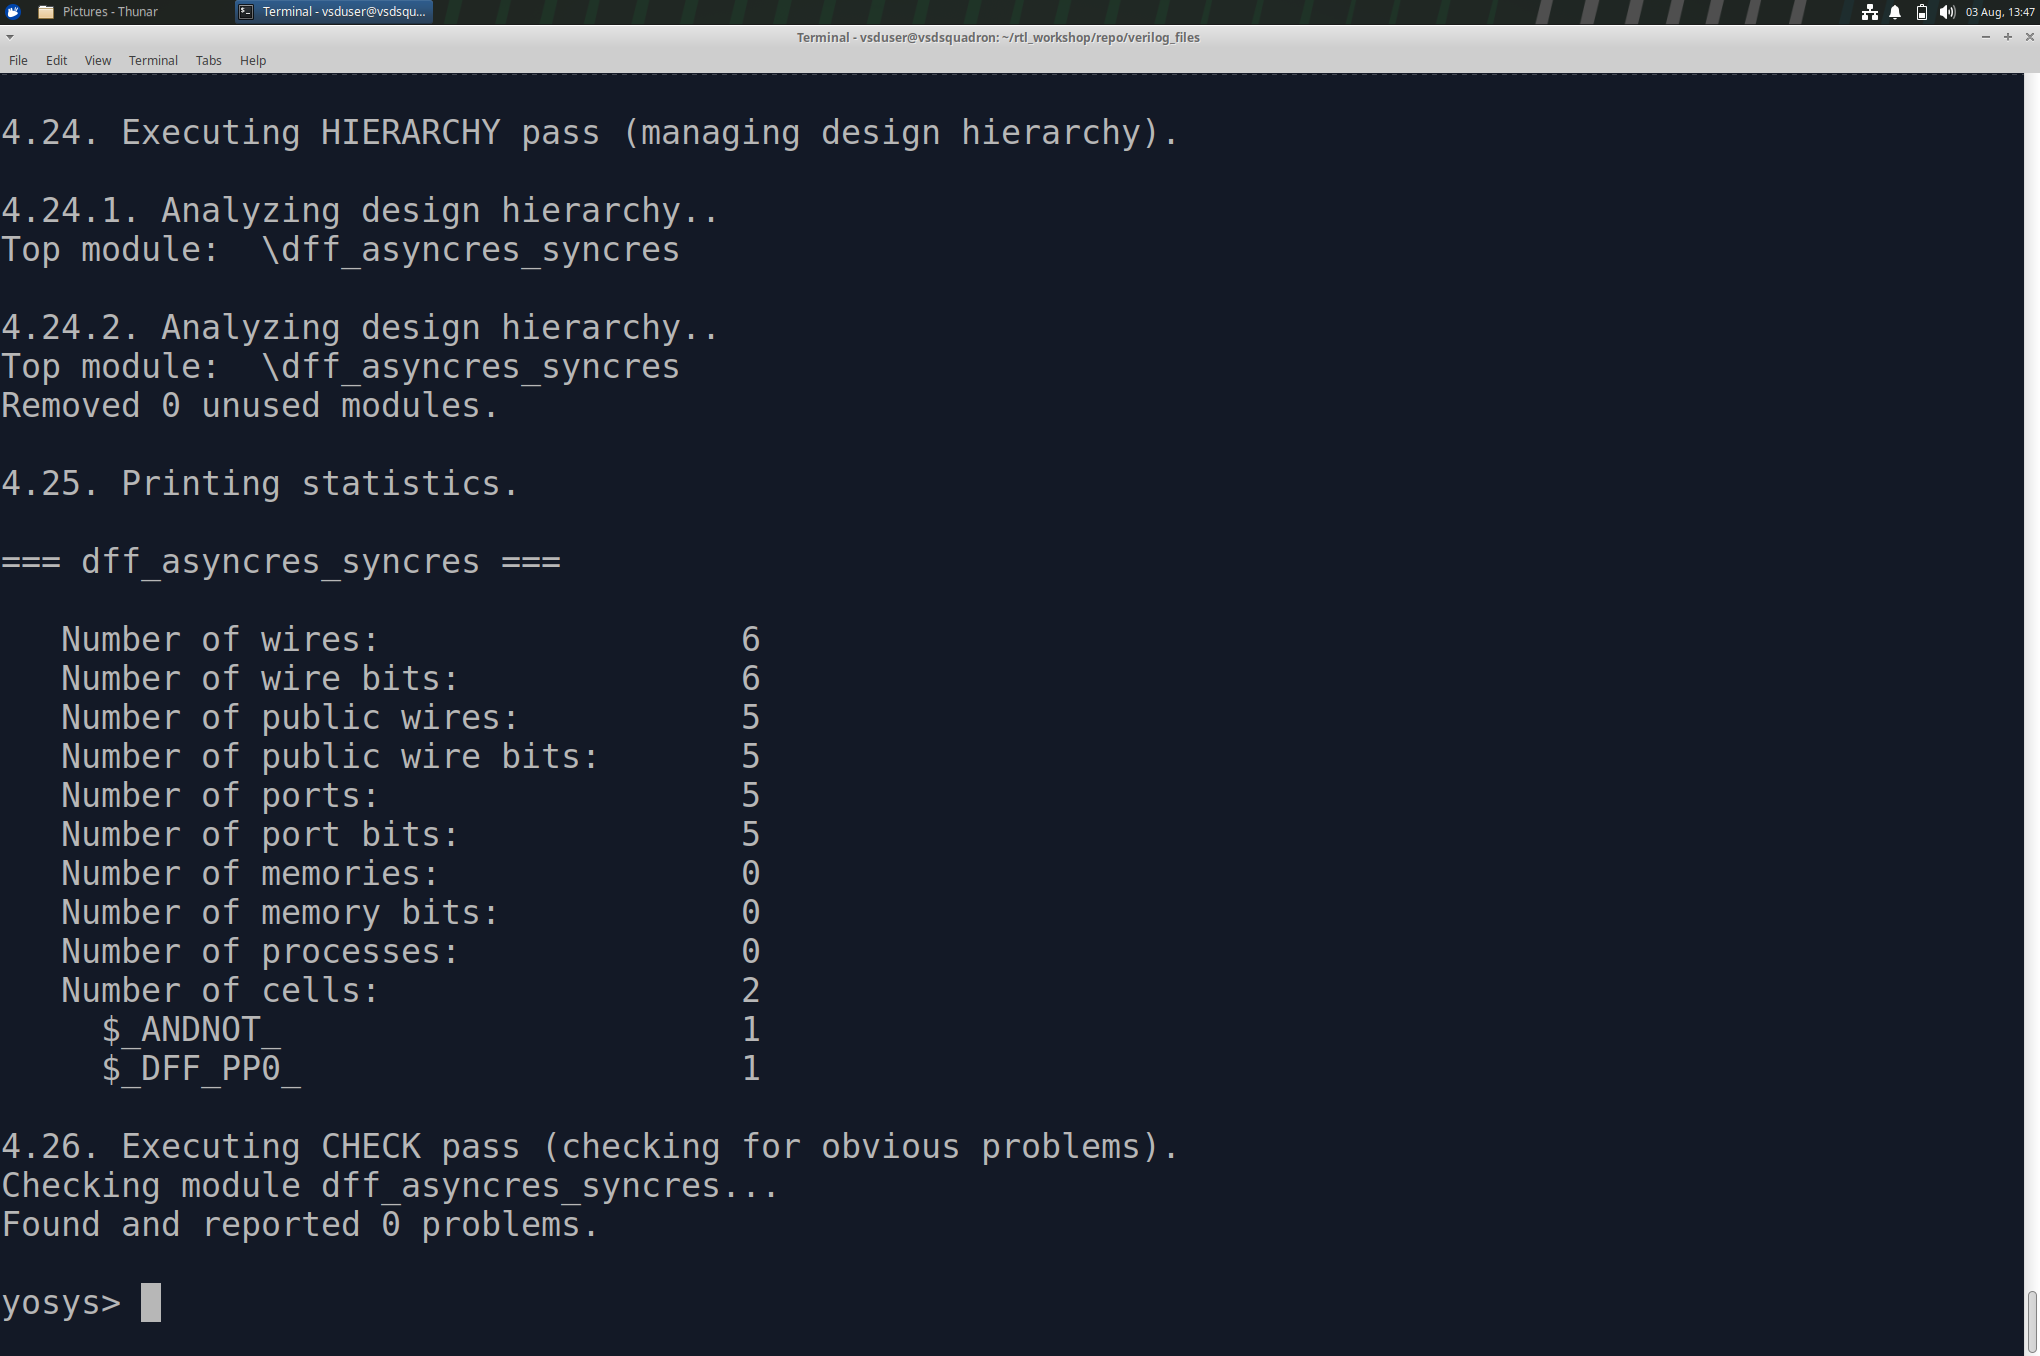 Pictures - Thunar
Terminal - vsduser@vsdsqu...
03 Aug, 13:47
Terminal - vsduser@vsdsquadron: ~/rtl_workshop/repo/verilog_files
File Edit View Terminal Tabs Help
4.24. Executing HIERARCHY pass (managing design hierarchy).
4.24.1. Analyzing design hierarchy..
Top module:  \dff_asyncres_syncres
4.24.2. Analyzing design hierarchy..
Top module:  \dff_asyncres_syncres
Removed 0 unused modules.
4.25. Printing statistics.
=== dff_asyncres_syncres ===
Number of wires: 6
Number of wire bits: 6
Number of public wires: 5
Number of public wire bits: 5
Number of ports: 5
Number of port bits: 5
Number of memories: 0
Number of memory bits: 0
Number of processes: 0
Number of cells: 2
$_ANDNOT_ 1
$_DFF_PP0_ 1
4.26. Executing CHECK pass (checking for obvious problems).
Checking module dff_asyncres_syncres...
Found and reported 0 problems.
yosys>